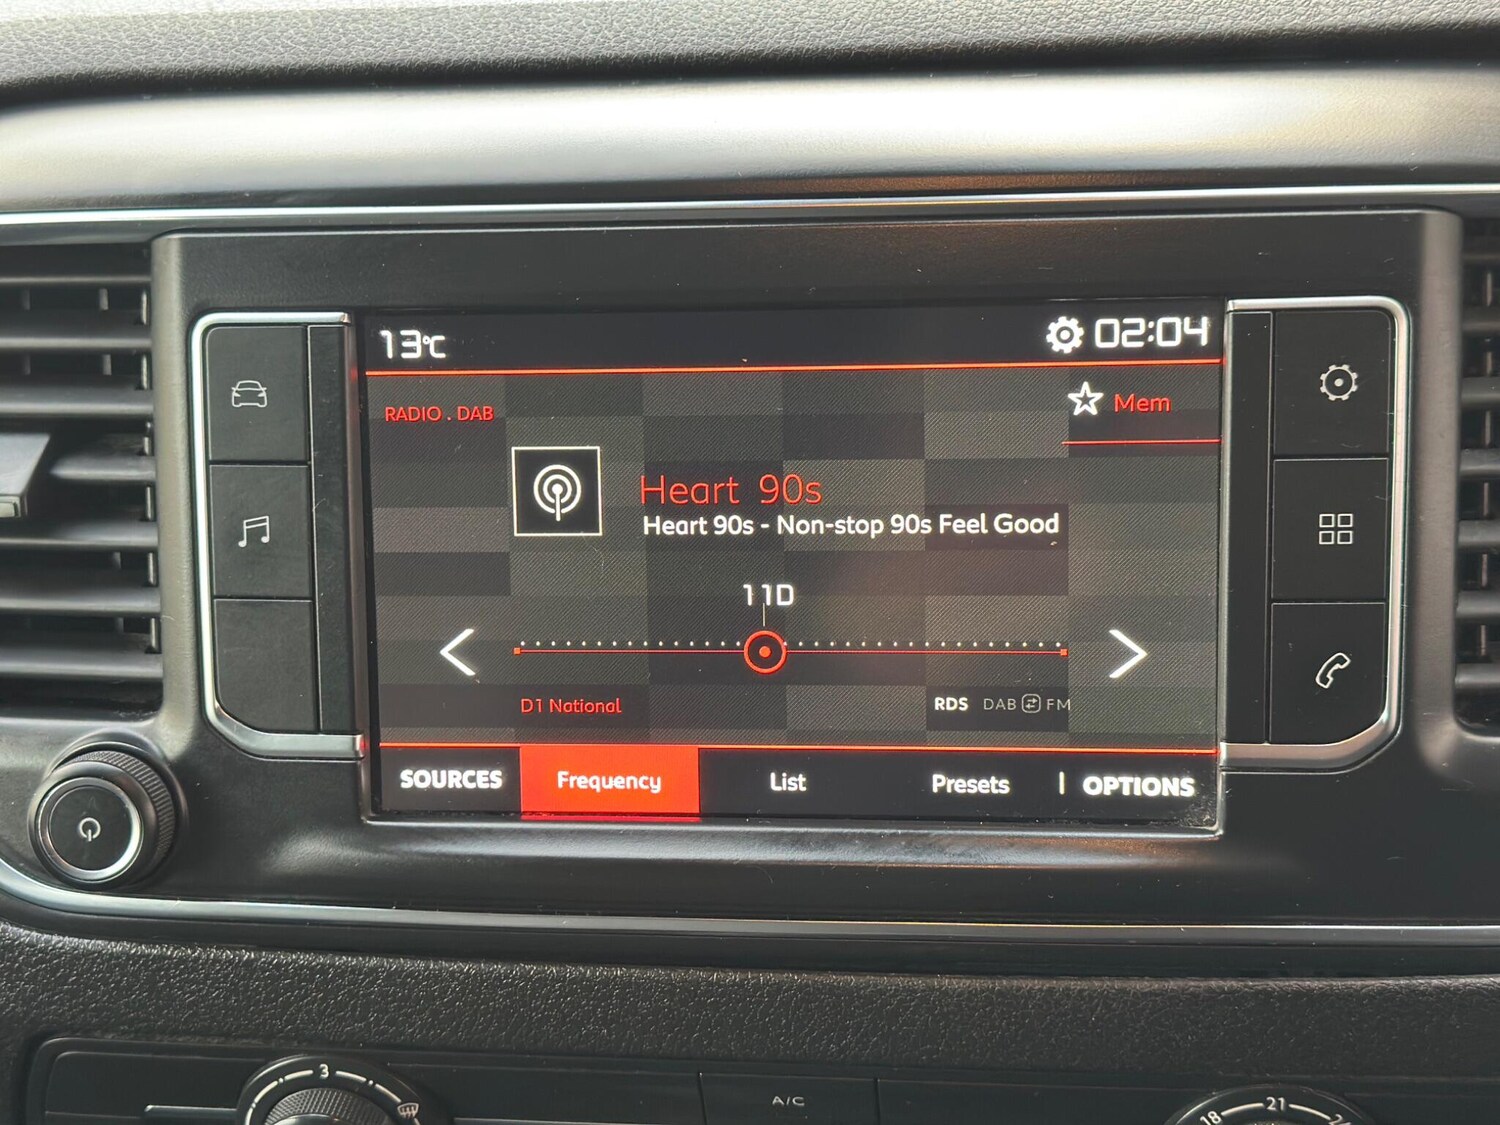 13°C
02:04
RADIO . DAB
Mem
Heart 90s
Heart 90s - Non-stop 90s Feel Good
11D
D1 National
RDS DAB FM
SOURCES Frequency List Presets OPTIONS
3
A/C
18 21